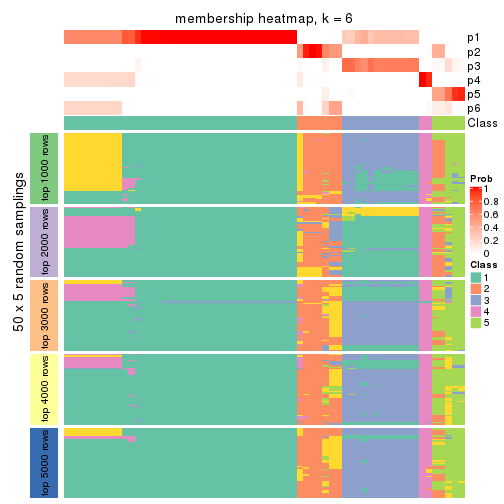 membership heatmap, k = 6
p1
p2
p3
p4
p5
p6
Class
50 x 5 random samplings
top 1000 rows
top 2000 rows
top 3000 rows
top 4000 rows
top 5000 rows
Prob
1
0.8
0.6
0.4
0.2
0
Class
1
2
3
4
5